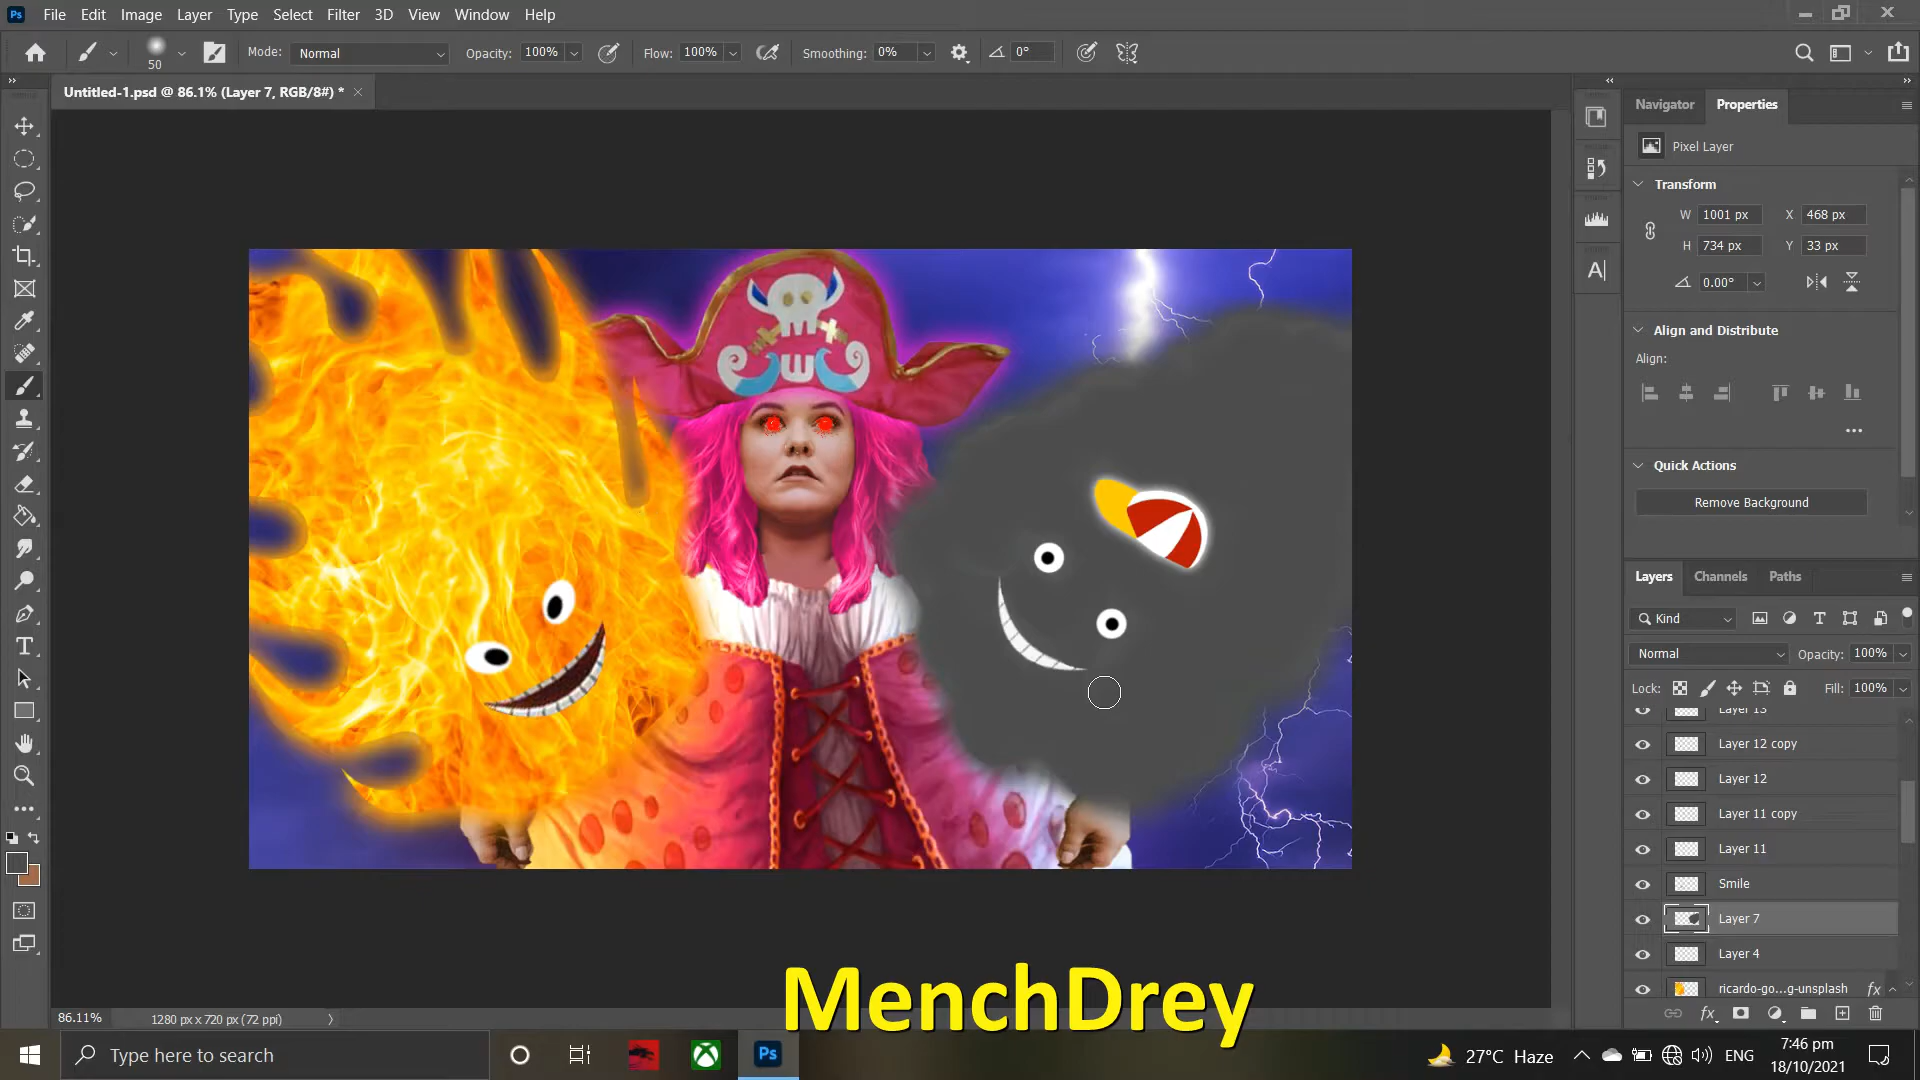 Ps File Edit Image Layer Type Select Filter 3D View Window Help
50 Mode: Normal Opacity: 100% Flow: 100% Smoothing: 0% 0°
Untitled-1.psd @ 86.1% (Layer 7, RGB/8#) * ×
Navigator Properties
Pixel Layer
Transform
W 1001 px X 468 px
H 734 px Y 33 px
0.00°
Align and Distribute
Align:
Quick Actions
Remove Background
Layers Channels Paths
Kind
Normal Opacity: 100%
Lock: Fill: 100%
Layer 13
Layer 12 copy
Layer 12
Layer 11 copy
Layer 11
Smile
Layer 7
Layer 4
ricardo-go...g-unsplash fx
fx
86.11% 1280 px x 720 px (72 ppi)
MenchDrey
Type here to search
Ps
27°C Haze
ENG
7:46 pm
18/10/2021